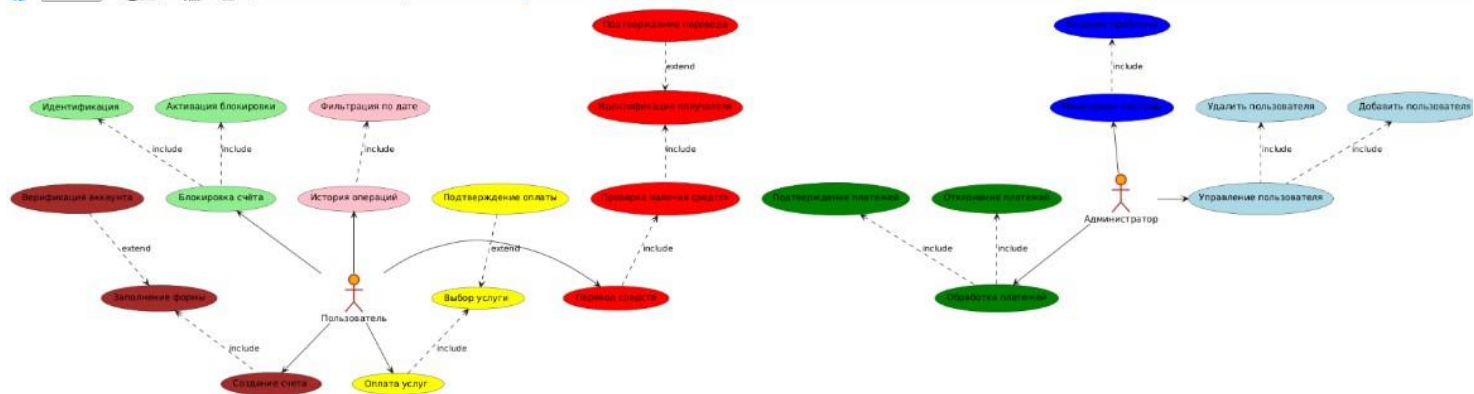 Подтверждение перевода
extend
include
Идентификация
Активация блокировки
Фильтрация по дате
Идентификация получателя
Удалить пользователя
Добавить пользователя
include
include
include
include
include
include
Верификация аккаунта
Блокировка счёта
История операций
Подтверждение оплаты
Проверка наличия средств
Подтверждение платежей
Отклонение платежей
Администратор
Управление пользователя
extend
extend
include
include
include
Заполнение формы
Пользователь
Выбор услуги
Перевод средств
Обработка платежей
include
include
Создание счета
Оплата услуг